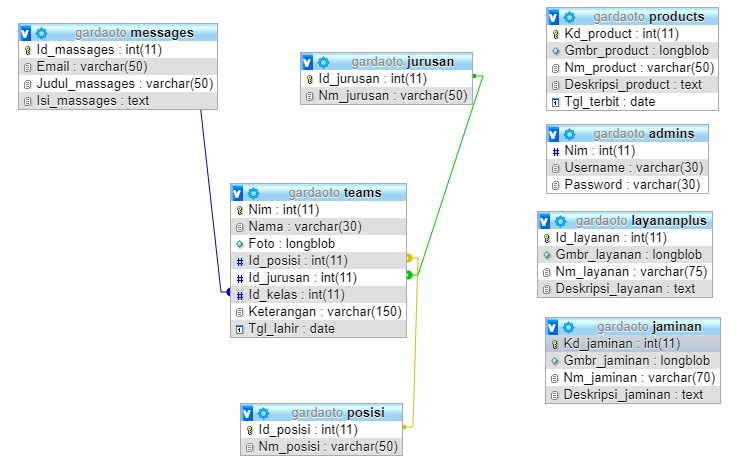 gardaoto messages
Id_massages : int(11)
Email : varchar(50)
Judul_massages : varchar(50)
Isi_massages : text
gardaoto jurusan
Id_jurusan : int(11)
Nm_jurusan : varchar(50)
gardaoto teams
Nim : int(11)
Nama : varchar(30)
Foto : longblob
Id_posisi : int(11)
Id_jurusan : int(11)
Id_kelas : int(11)
Keterangan : varchar(150)
Tgl_lahir : date
gardaoto posisi
Id_posisi : int(11)
Nm_posisi : varchar(50)
gardaoto products
Kd_product : int(11)
Gmbr_product : longblob
Nm_product : varchar(50)
Deskripsi_product : text
Tgl_terbit : date
gardaoto admins
Nim : int(11)
Username : varchar(30)
Password : varchar(30)
gardaoto layananplus
Id_layanan : int(11)
Gmbr_layanan : longblob
Nm_layanan : varchar(75)
Deskripsi_layanan : text
gardaoto jaminan
Kd_jaminan : int(11)
Gmbr_jaminan : longblob
Nm_jaminan : varchar(70)
Deskripsi_jaminan : text